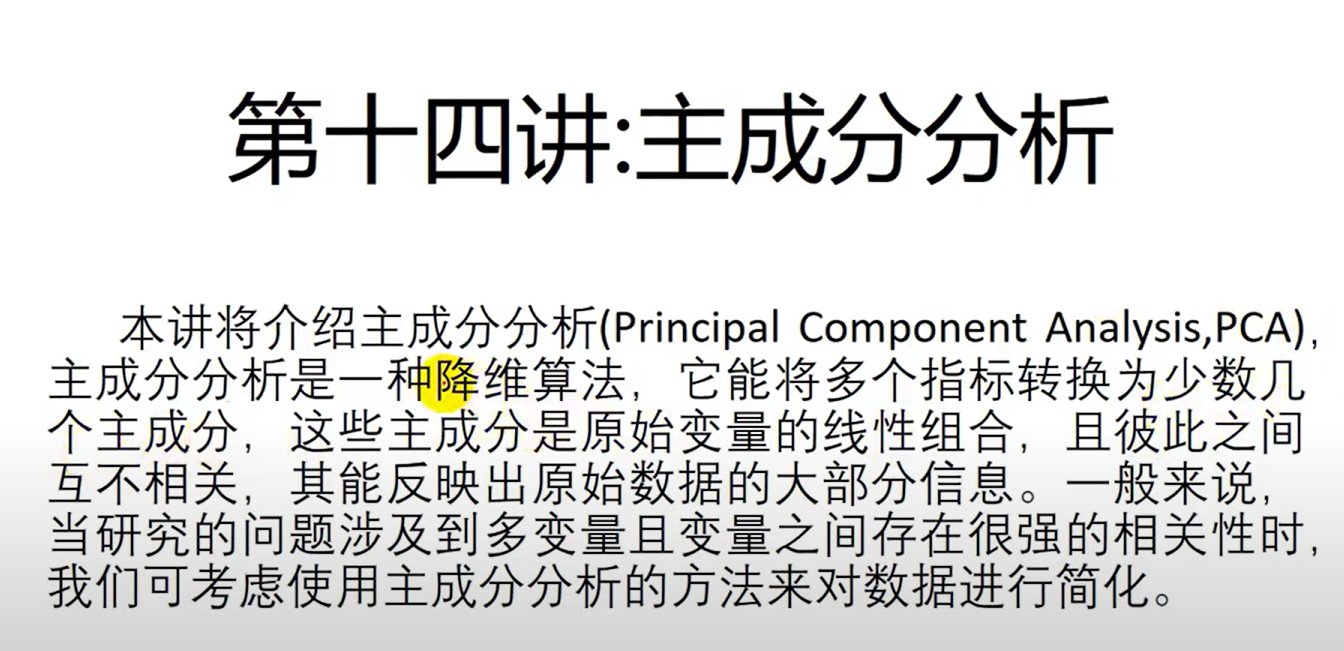 第十四讲:主成分分析
本讲将介绍主成分分析(Principal Component Analysis,PCA),
主成分分析是一种降维算法，它能将多个指标转换为少数几
个主成分，这些主成分是原始变量的线性组合，且彼此之间
互不相关，其能反映出原始数据的大部分信息。一般来说，
当研究的问题涉及到多变量且变量之间存在很强的相关性时，
我们可考虑使用主成分分析的方法来对数据进行简化。